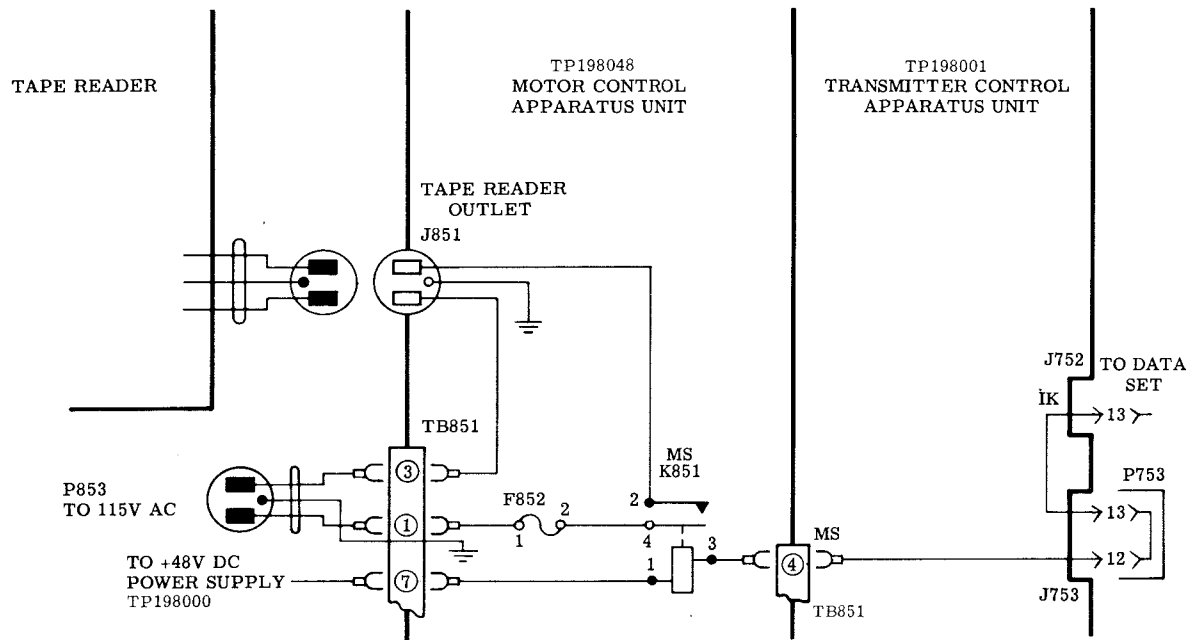 TAPE READER
TP198048
MOTOR CONTROL
APPARATUS UNIT
TP198001
TRANSMITTER CONTROL
APPARATUS UNIT
TAPE READER
OUTLET
J851
J752
TO DATA
SET
IK
13
TB851
3
P853
TO 115V AC
1
F852
1
2
MS
K851
2
4
P753
13
12
J753
TO +48V DC
POWER SUPPLY
TP198000
7
1
3
MS
4
TB851